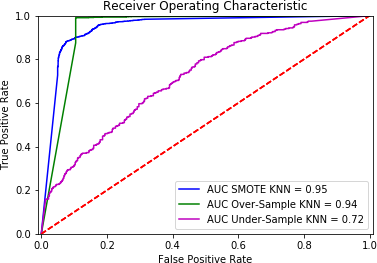 Receiver Operating Characteristic
True Positive Rate
1.0
0.8
0.6
0.4
0.2
0.0
AUC SMOTE KNN = 0.95
AUC Over-Sample KNN = 0.94
AUC Under-Sample KNN = 0.72
0.0 0.2 0.4 0.6 0.8 1.0
False Positive Rate